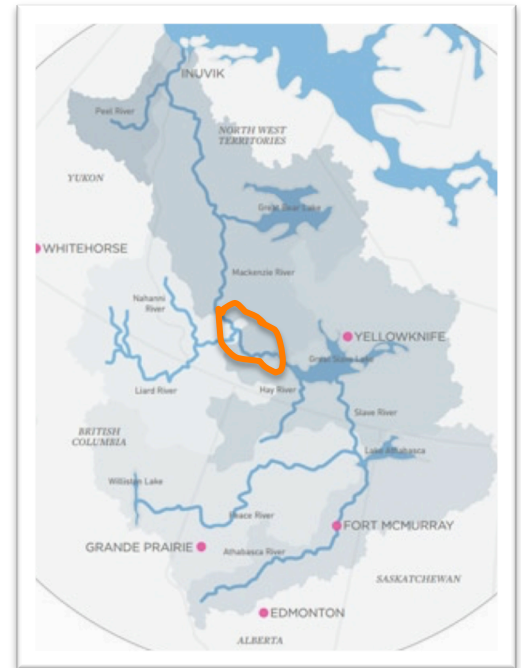 INUVIK
Peel River
NORTH WEST
TERRITORIES
YUKON
Great Bear Lake
WHITEHORSE
Mackenzie River
Nahanni
River
YELLOWKNIFE
Great Slave Lake
Hay River
Liard River
Slave River
BRITISH
COLUMBIA
Lake Athabasca
Williston Lake
Peace River
FORT MCMURRAY
GRANDE PRAIRIE
Athabasca River
SASKATCHEWAN
EDMONTON
ALBERTA